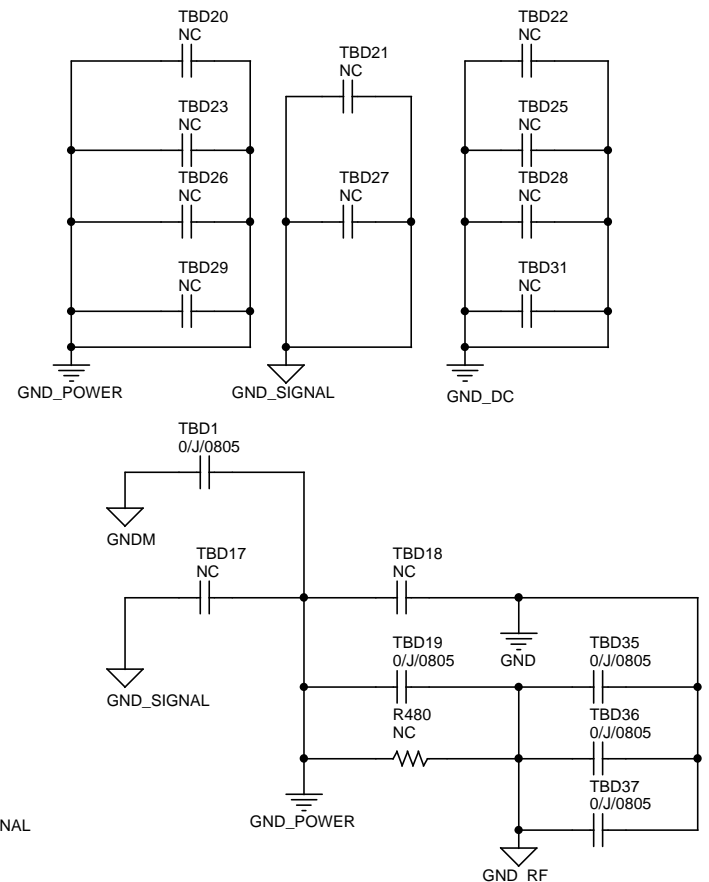 TBD20
NC
TBD22
NC
TBD21
NC
TBD23
NC
TBD25
NC
TBD26
NC
TBD27
NC
TBD28
NC
TBD29
NC
TBD31
NC
GND_POWER
GND_SIGNAL
GND_DC
TBD1
0/J/0805
GNDM
TBD17
NC
TBD18
NC
GND_SIGNAL
TBD19
0/J/0805
GND
TBD35
0/J/0805
R480
NC
TBD36
0/J/0805
TBD37
0/J/0805
GND_POWER
NAL
GND_RF